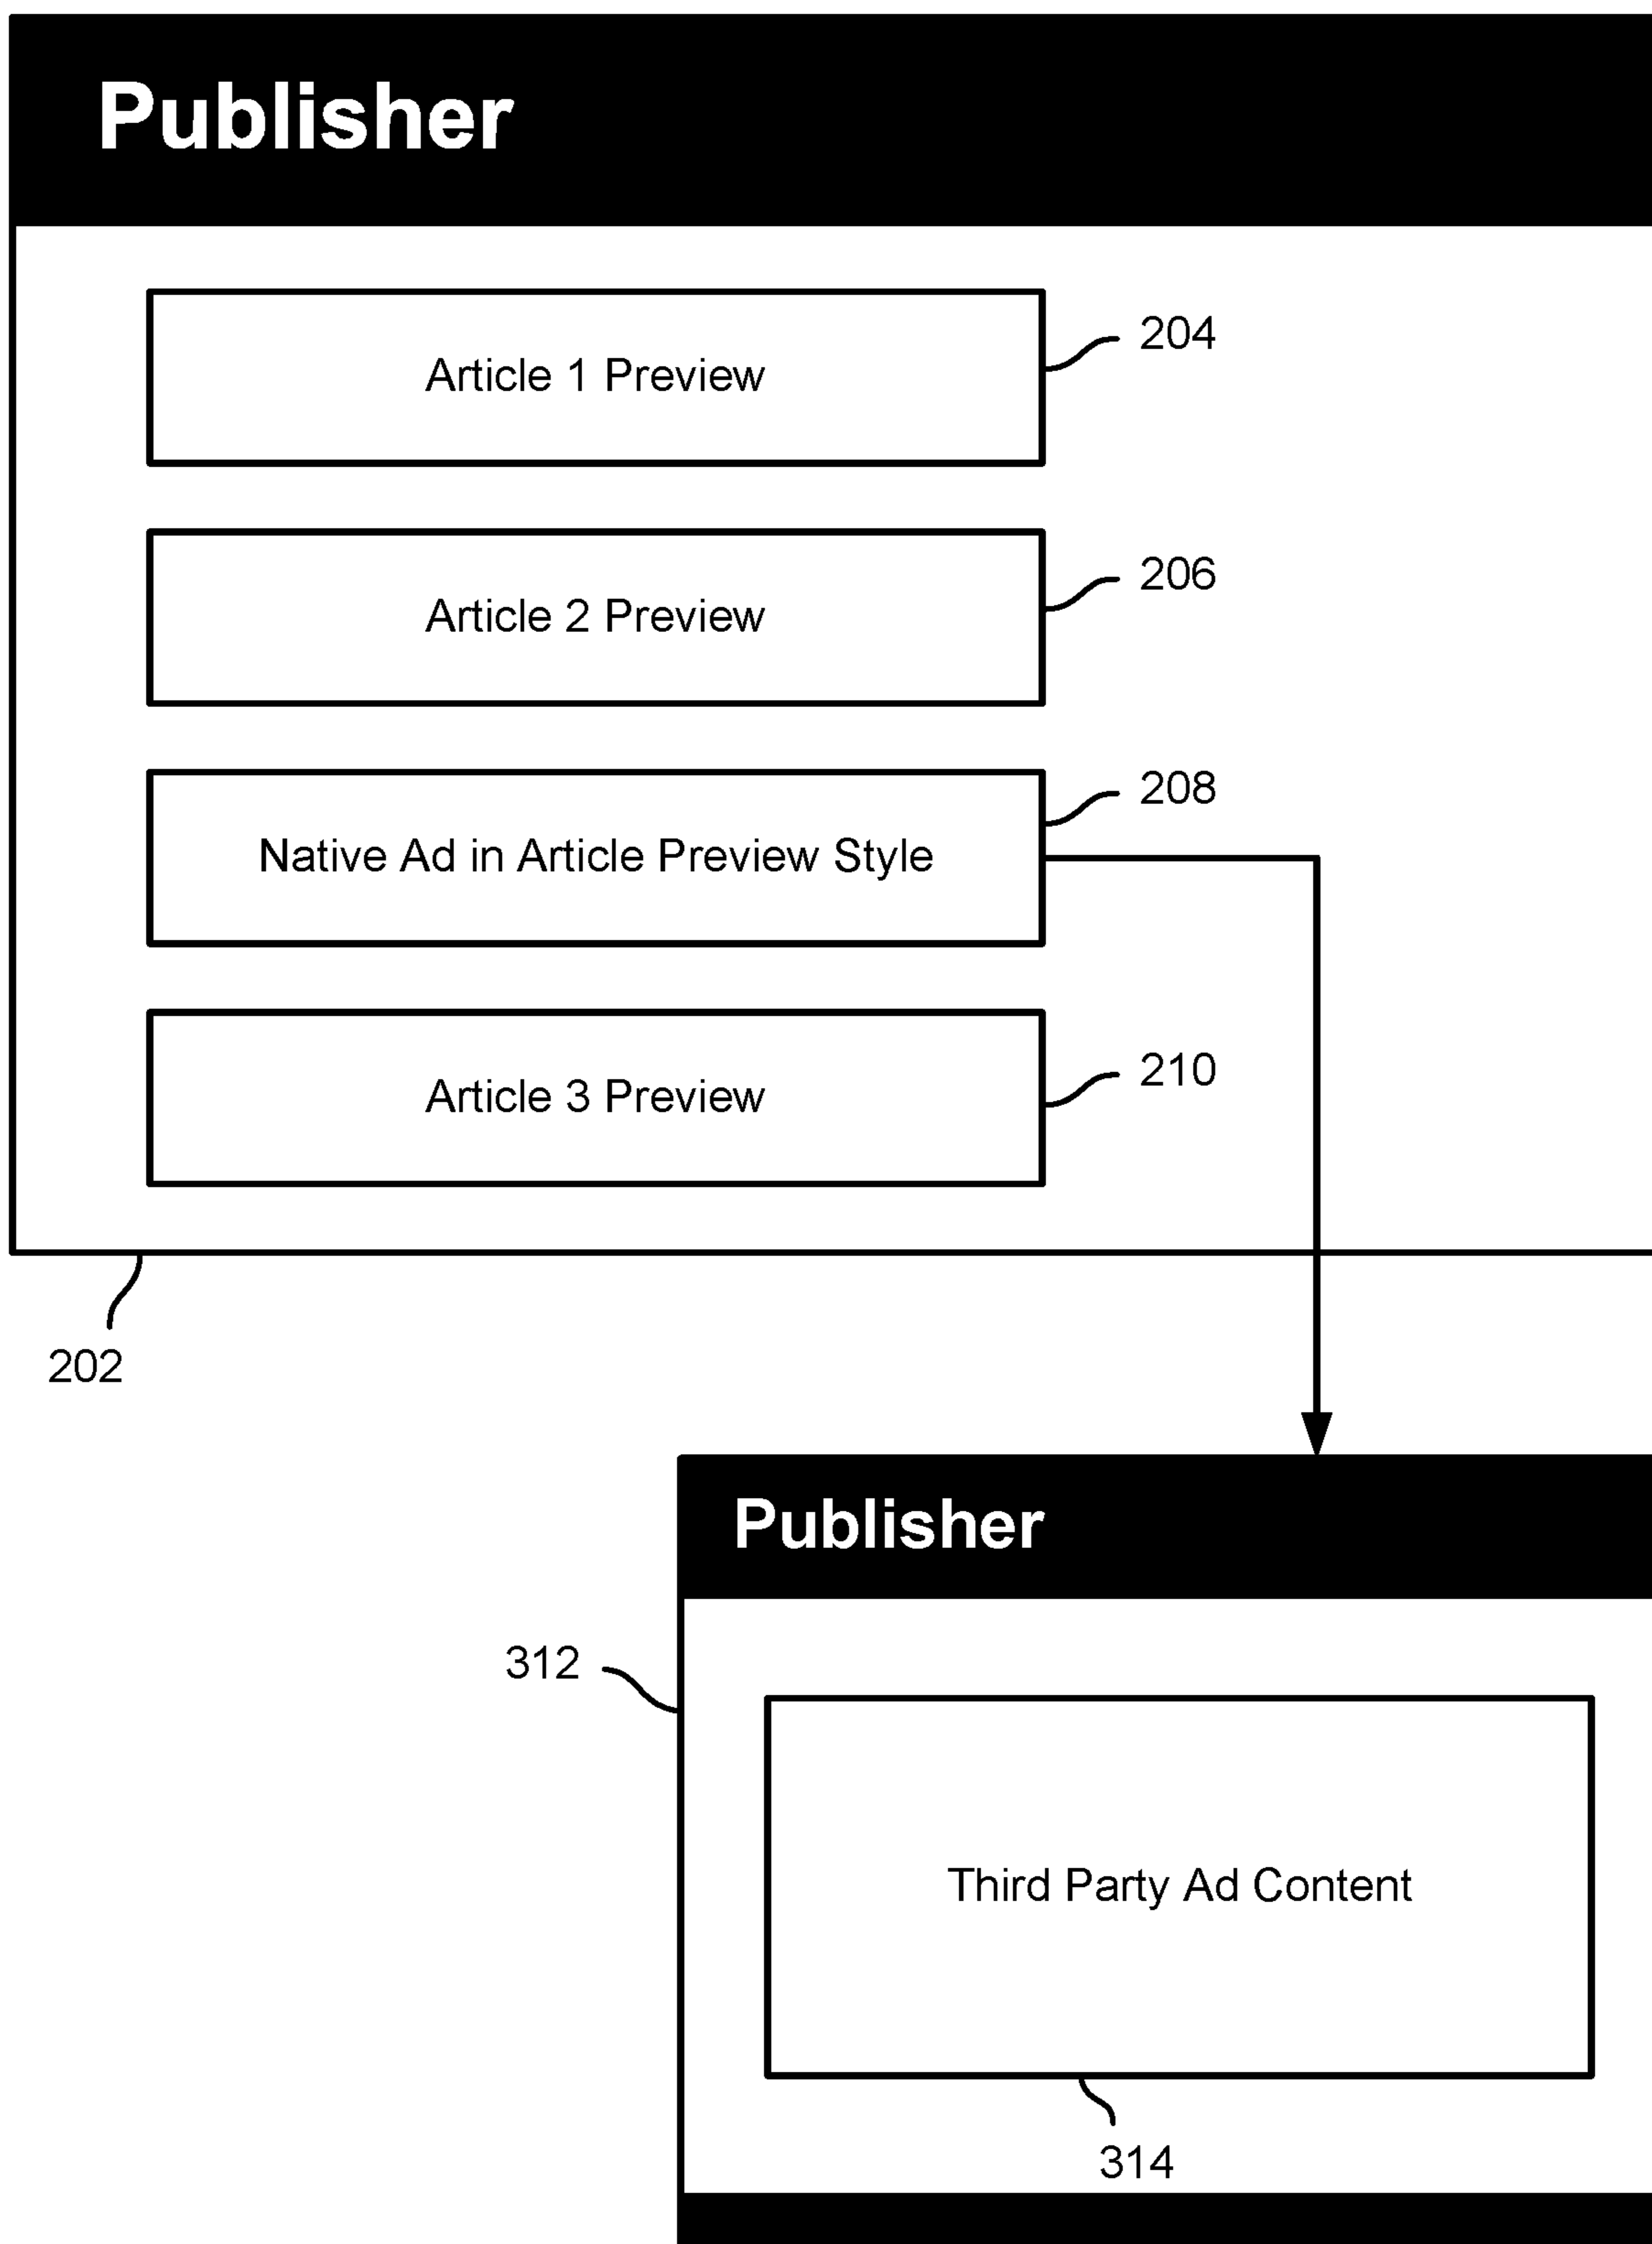 Publisher
Article 1 Preview
204
Article 2 Preview
206
Native Ad in Article Preview Style
208
Article 3 Preview
210
202
Publisher
312
Third Party Ad Content
314